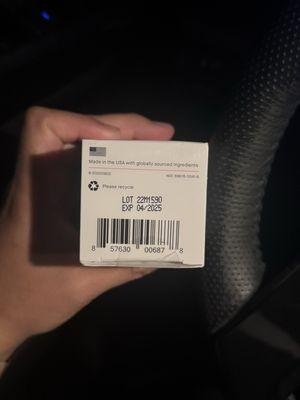 Made in the USA with globally sourced ingredients
Please recycle
LOT 22M1590
EXP 04/2025
8 57630 00687 8